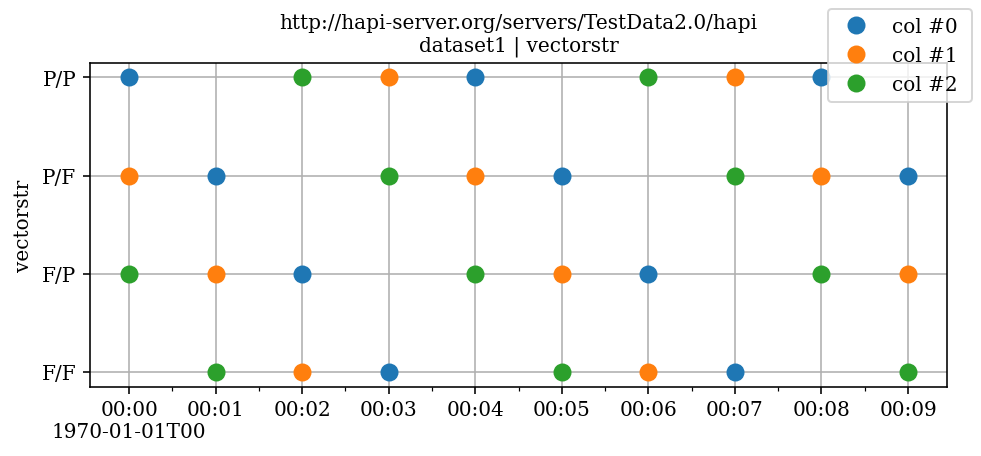 http://hapi-server.org/servers/TestData2.0/hapi
dataset1 | vectorstr
col #0
col #1
col #2
P/P
P/F
F/P
F/F
vectorstr
00:00 00:01 00:02 00:03 00:04 00:05 00:06 00:07 00:08 00:09
1970-01-01T00